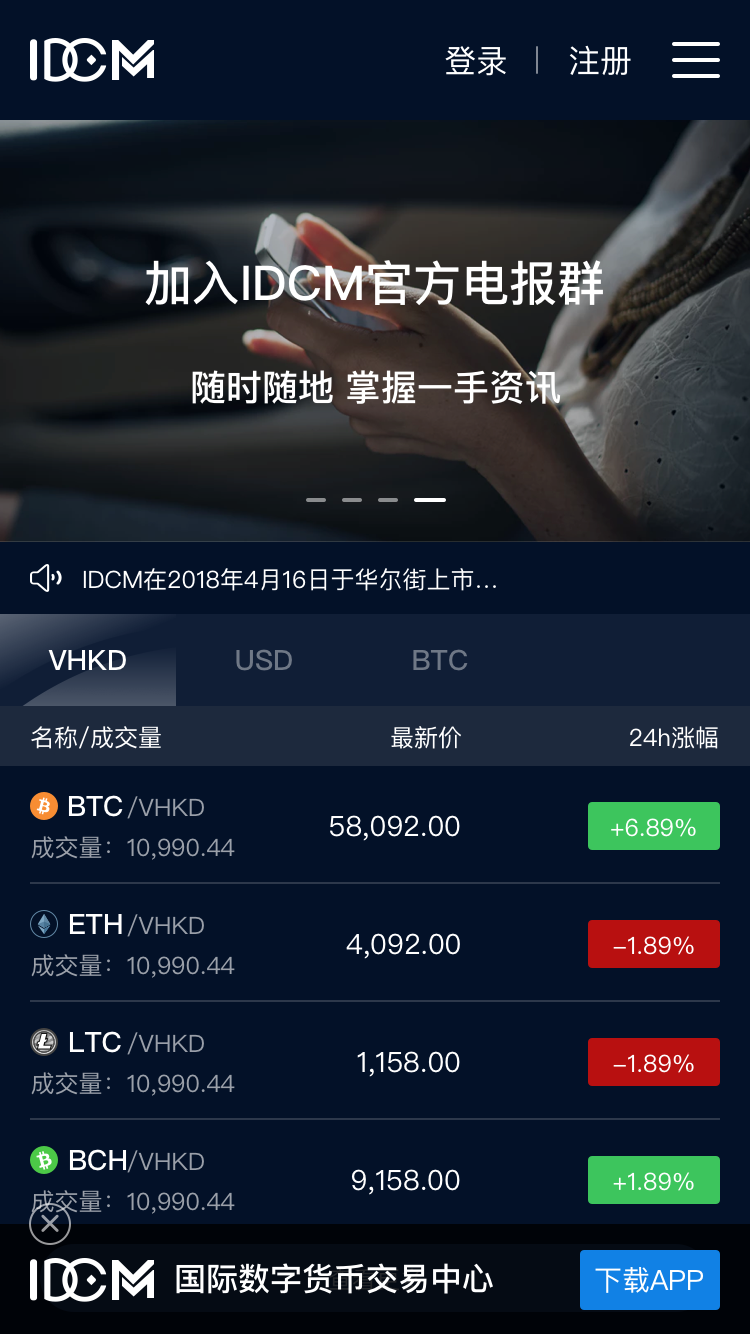 IDCM
登录 | 注册
加入IDCM官方电报群
随时随地 掌握一手资讯
IDCM在2018年4月16日于华尔街上市...
VHKD USD BTC
名称/成交量 最新价 24h涨幅
BTC/VHKD
58,092.00 +6.89%
成交量：10,990.44
ETH/VHKD
4,092.00 -1.89%
成交量：10,990.44
LTC/VHKD
1,158.00 -1.89%
成交量：10,990.44
BCH/VHKD
9,158.00 +1.89%
成交量：10,990.44
IDCM 国际数字货币交易中心 下载APP